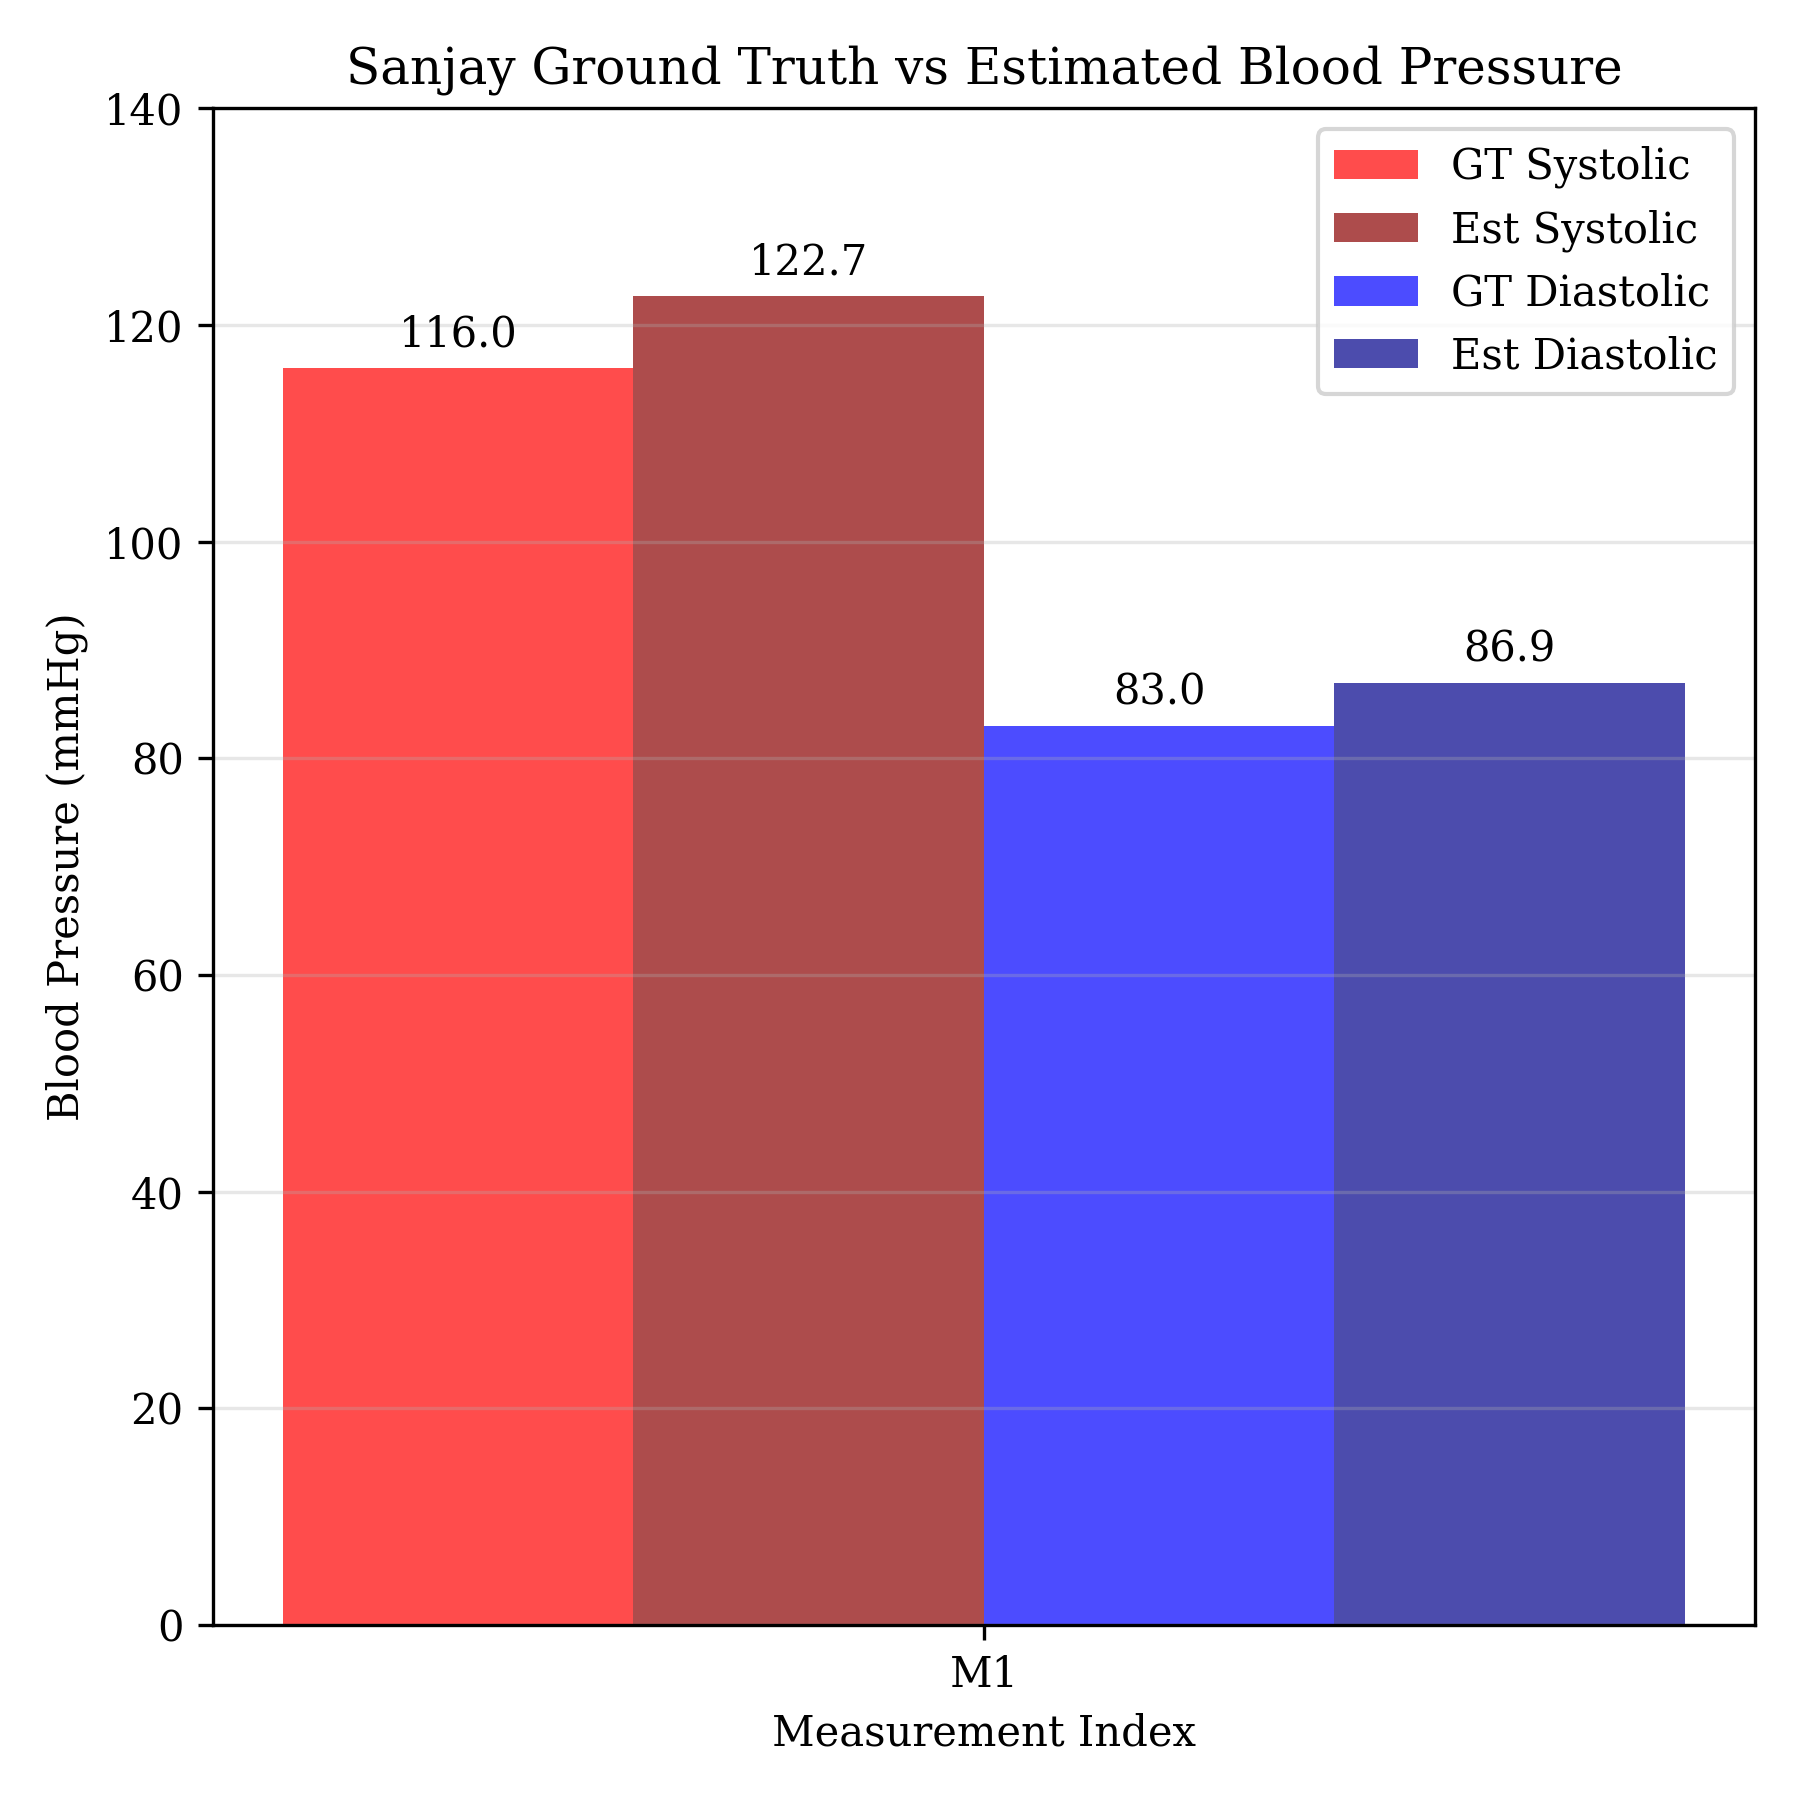 Sanjay Ground Truth vs Estimated Blood Pressure
140
120
100
80
60
40
20
0
Blood Pressure (mmHg)
116.0
122.7
83.0
86.9
GT Systolic
Est Systolic
GT Diastolic
Est Diastolic
M1
Measurement Index